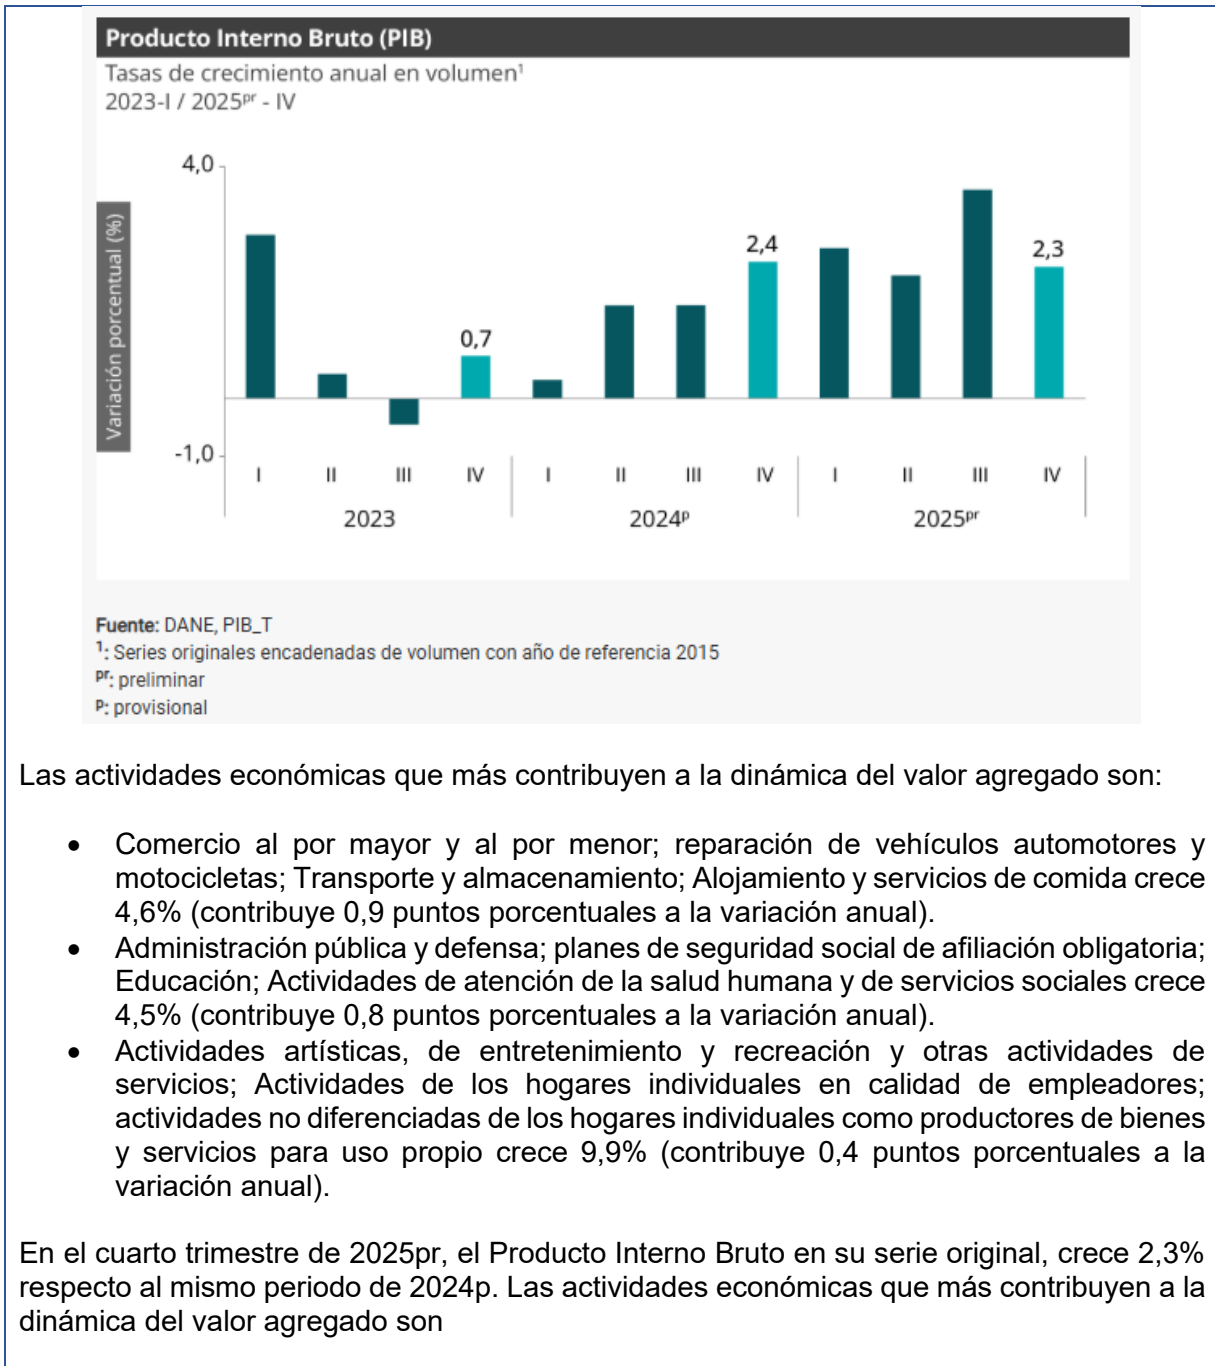 Producto Interno Bruto (PIB)
Tasas de crecimiento anual en volumen¹
2023-I / 2025ᵖʳ - IV
4,0
Variación porcentual (%)
2,4
2,3
0,7
-1,0
I II III IV I II III IV I II III IV
2023 2024ᵖ 2025ᵖʳ
Fuente: DANE, PIB_T
¹: Series originales encadenadas de volumen con año de referencia 2015
ᵖʳ: preliminar
ᴾ: provisional
Las actividades económicas que más contribuyen a la dinámica del valor agregado son:
• Comercio al por mayor y al por menor; reparación de vehículos automotores y
motocicletas; Transporte y almacenamiento; Alojamiento y servicios de comida crece
4,6% (contribuye 0,9 puntos porcentuales a la variación anual).
• Administración pública y defensa; planes de seguridad social de afiliación obligatoria;
Educación; Actividades de atención de la salud humana y de servicios sociales crece
4,5% (contribuye 0,8 puntos porcentuales a la variación anual).
• Actividades artísticas, de entretenimiento y recreación y otras actividades de
servicios; Actividades de los hogares individuales en calidad de empleadores;
actividades no diferenciadas de los hogares individuales como productores de bienes
y servicios para uso propio crece 9,9% (contribuye 0,4 puntos porcentuales a la
variación anual).
En el cuarto trimestre de 2025pr, el Producto Interno Bruto en su serie original, crece 2,3%
respecto al mismo periodo de 2024p. Las actividades económicas que más contribuyen a la
dinámica del valor agregado son